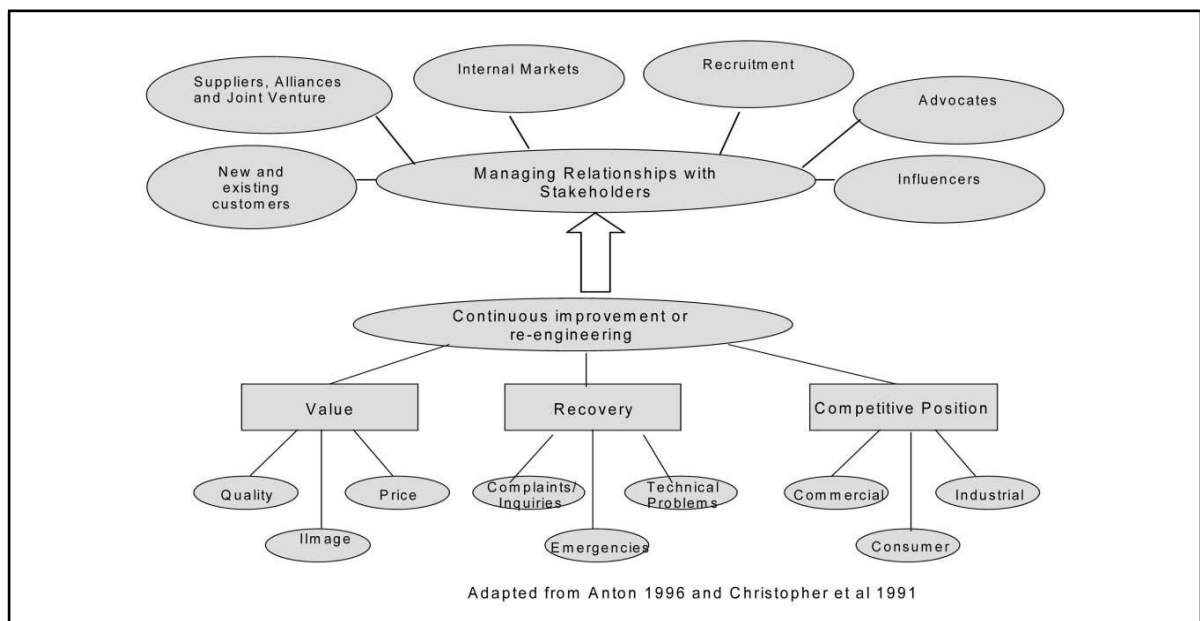 Suppliers, Alliances
and Joint Venture
Internal Markets
Recruitment
Advocates
New and
existing
customers
Managing Relationships with
Stakeholders
Influencers
Continuous improvement or
re-engineering
Value
Recovery
Competitive Position
Quality
Price
IImage
Complaints/
Inquiries
Technical
Problems
Emergencies
Commercial
Industrial
Consumer
Adapted from Anton 1996 and Christopher et al 1991